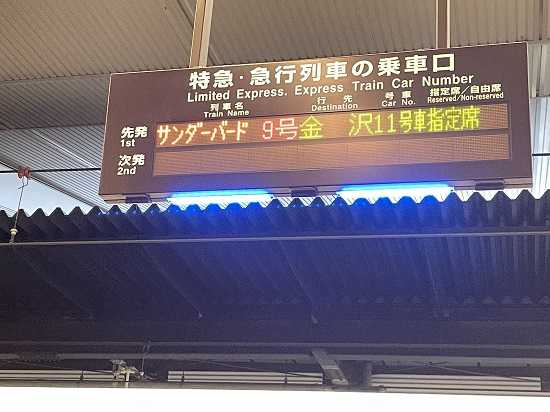 特急・急行列車の乗車口
Limited Express. Express Train Car Number
列車名 行先 号車 指定席／自由席
Train Name Destination Car No. Reserved/Non-reserved
先発 サンダーバード 9号金 沢11号車指定席
1st
次発
2nd